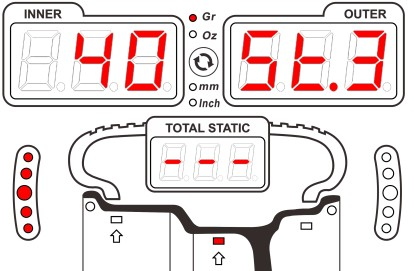 INNER
OUTER
40
Gr
Oz
mm
Inch
St.3
TOTAL STATIC
- - -